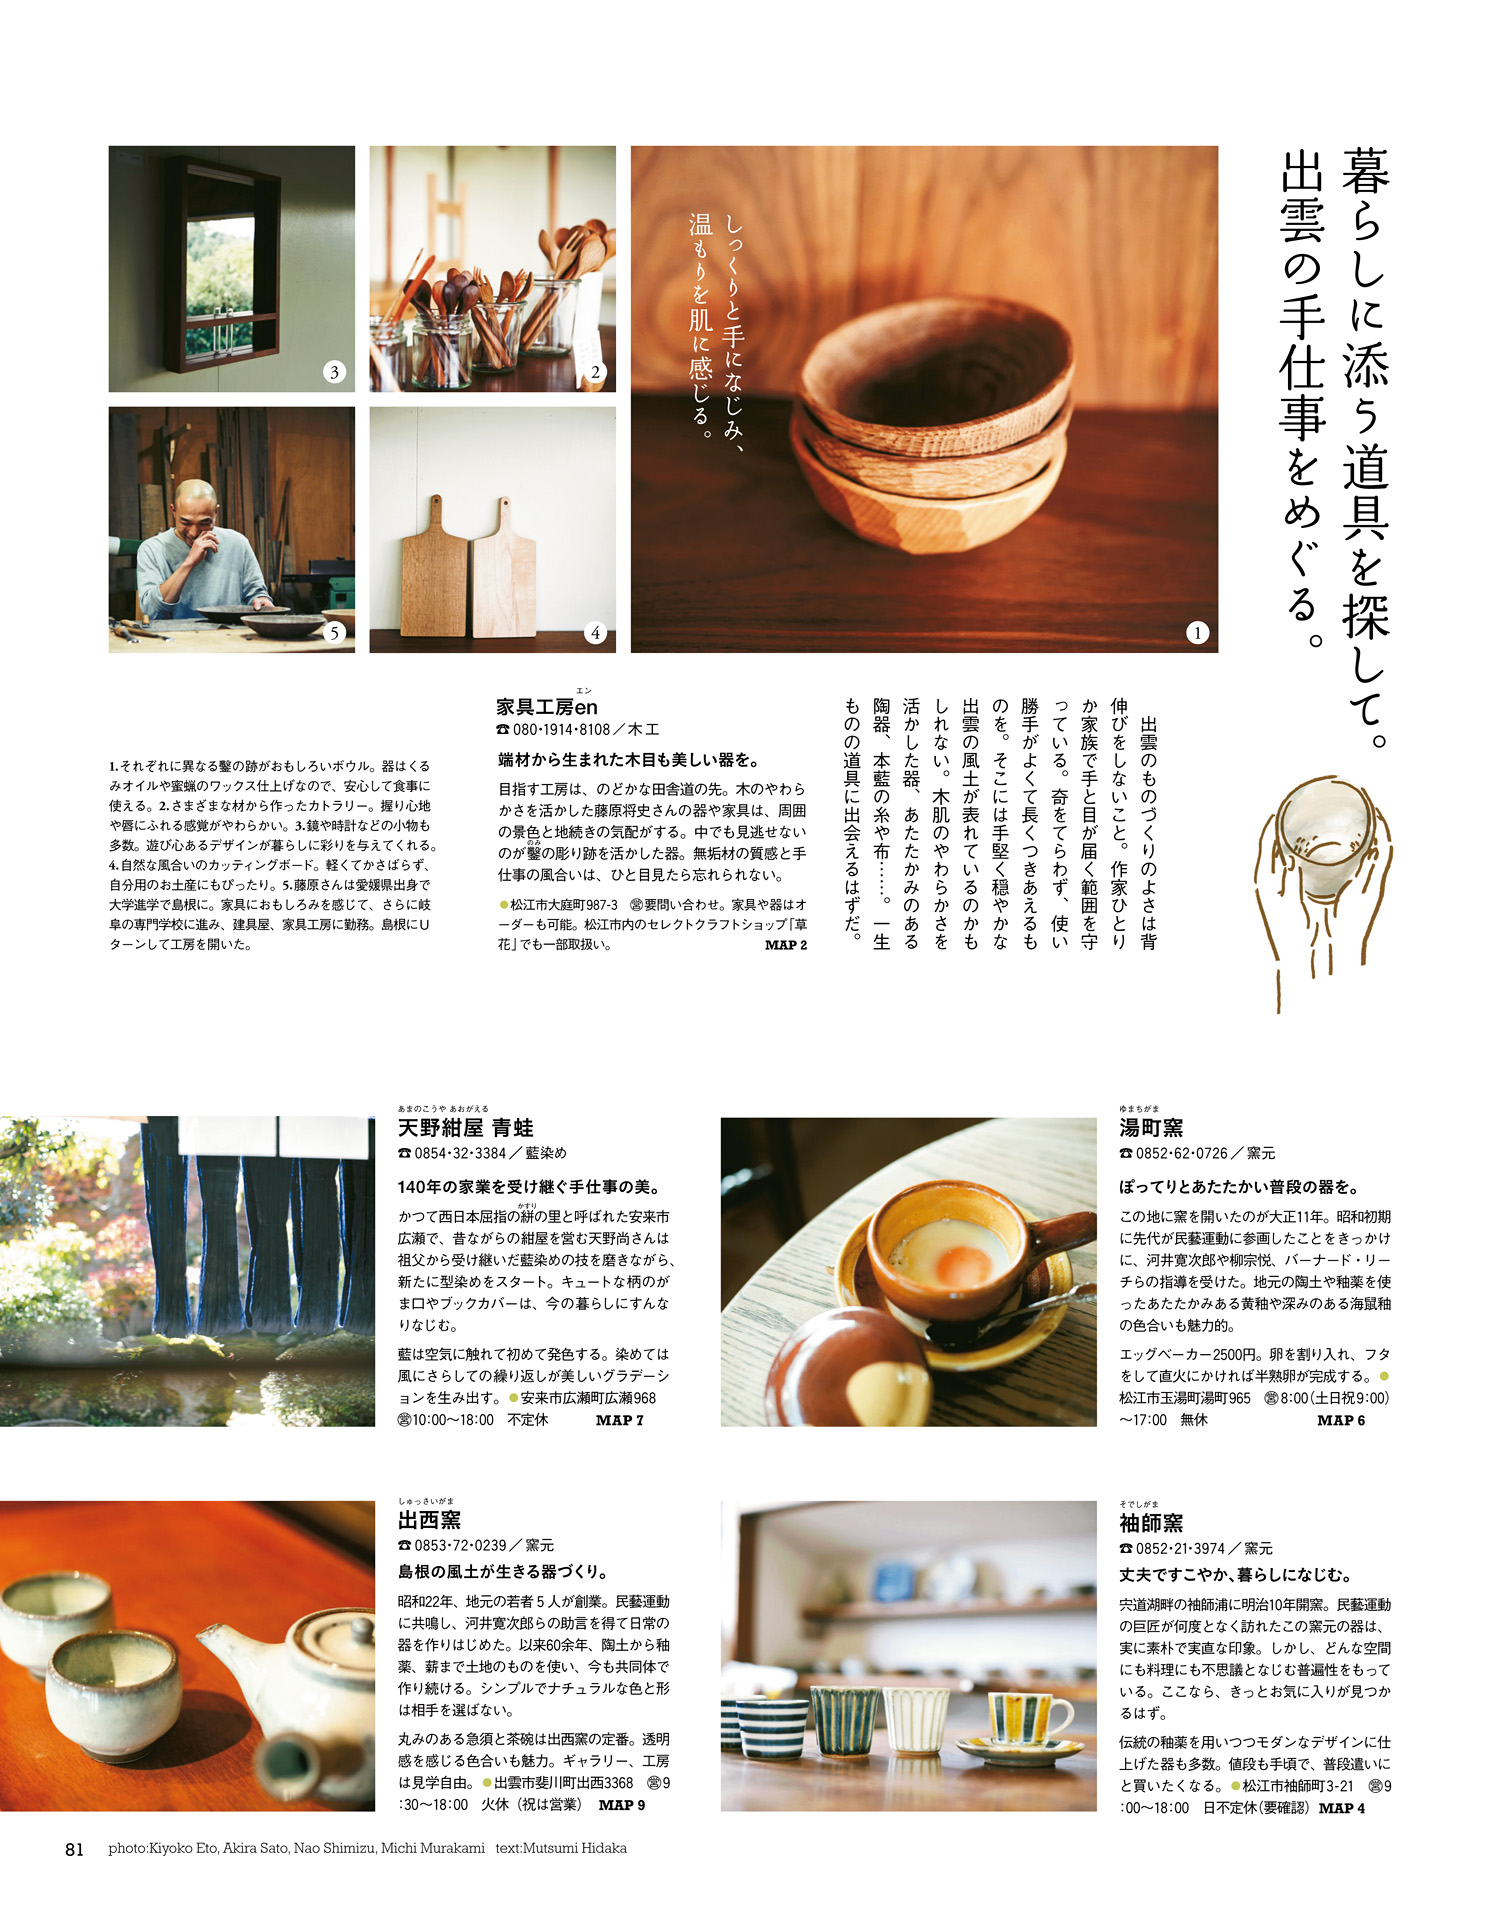 暮らしに添う道具を探して。
出雲の手仕事をめぐる。
しっくりと手になじみ、
温もりを肌に感じる。
1
2
3
4
5
出雲のものづくりのよさは背
伸びをしないこと。作家ひとり
か家族で手と目が届く範囲を守
っている。奇をてらわず、使い
勝手がよくて長くつきあえるも
のを。そこには手堅く穏やかな
出雲の風土が表れているのかも
しれない。木肌のやわらかさを
活かした器、あたたかみのある
陶器、本藍の糸や布……。一生
ものの道具に出会えるはずだ。
エン
家具工房en
☎080・1914・8108／木工
端材から生まれた木目も美しい器を。
目指す工房は、のどかな田舎道の先。木のやわら
かさを活かした藤原将史さんの器や家具は、周囲
の景色と地続きの気配がする。中でも見逃せない
のみ
のが鑿の彫り跡を活かした器。無垢材の質感と手
仕事の風合いは、ひと目見たら忘れられない。
●松江市大庭町987-3　㊠要問い合わせ。家具や器はオ
ーダーも可能。松江市内のセレクトクラフトショップ「草
花」でも一部取扱い。　MAP 2
1.それぞれに異なる鑿の跡がおもしろいボウル。器はくる
みオイルや蜜蝋のワックス仕上げなので、安心して食事に
使える。2.さまざまな材から作ったカトラリー。握り心地
や唇にふれる感覚がやわらかい。3.鏡や時計などの小物も
多数。遊び心あるデザインが暮らしに彩りを与えてくれる。
4.自然な風合いのカッティングボード。軽くてかさばらず、
自分用のお土産にもぴったり。5.藤原さんは愛媛県出身で
大学進学で島根に。家具におもしろみを感じて、さらに岐
阜の専門学校に進み、建具屋、家具工房に勤務。島根にU
ターンして工房を開いた。
ゆまちがま
湯町窯
☎0852・62・0726／窯元
ぽってりとあたたかい普段の器を。
この地に窯を開いたのが大正11年。昭和初期
に先代が民藝運動に参画したことをきっかけ
に、河井寛次郎や柳宗悦、バーナード・リー
チらの指導を受けた。地元の陶土や釉薬を使
ったあたたかみある黄釉や深みのある海鼠釉
の色合いも魅力的。
エッグベーカー2500円。卵を割り入れ、フタ
をして直火にかければ半熟卵が完成する。●
松江市玉湯町湯町965　㊠8:00(土日祝9:00)
〜17:00　無休　MAP 6
あまのこうや あおがえる
天野紺屋 青蛙
☎0854・32・3384／藍染め
140年の家業を受け継ぐ手仕事の美。
かすり
かつて西日本屈指の絣の里と呼ばれた安来市
広瀬で、昔ながらの紺屋を営む天野尚さんは
祖父から受け継いだ藍染めの技を磨きながら、
新たに型染めをスタート。キュートな柄のが
ま口やブックカバーは、今の暮らしにすんな
りなじむ。
藍は空気に触れて初めて発色する。染めては
風にさらしての繰り返しが美しいグラデーシ
ョンを生み出す。●安来市広瀬町広瀬968
㊠10:00〜18:00　不定休　MAP 7
そでしがま
袖師窯
☎0852・21・3974／窯元
丈夫ですこやか、暮らしになじむ。
宍道湖畔の袖師浦に明治10年開窯。民藝運動
の巨匠が何度となく訪れたこの窯元の器は、
実に素朴で実直な印象。しかし、どんな空間
にも料理にも不思議となじむ普遍性をもって
いる。ここなら、きっとお気に入りが見つか
るはず。
伝統の釉薬を用いつつモダンなデザインに仕
上げた器も多数。値段も手頃で、普段遣いに
と買いたくなる。●松江市袖師町3-21　㊠9
:00〜18:00　日不定休(要確認)　MAP 4
しゅっさいがま
出西窯
☎0853・72・0239／窯元
島根の風土が生きる器づくり。
昭和22年、地元の若者5人が創業。民藝運動
に共鳴し、河井寛次郎らの助言を得て日常の
器を作りはじめた。以来60余年、陶土から釉
薬、薪まで土地のものを使い、今も共同体で
作り続ける。シンプルでナチュラルな色と形
は相手を選ばない。
丸みのある急須と茶碗は出西窯の定番。透明
感を感じる色合いも魅力。ギャラリー、工房
は見学自由。●出雲市斐川町出西3368　㊠9
:30〜18:00　火休（祝は営業）　MAP 9
81　photo:Kiyoko Eto, Akira Sato, Nao Shimizu, Michi Murakami　text:Mutsumi Hidaka